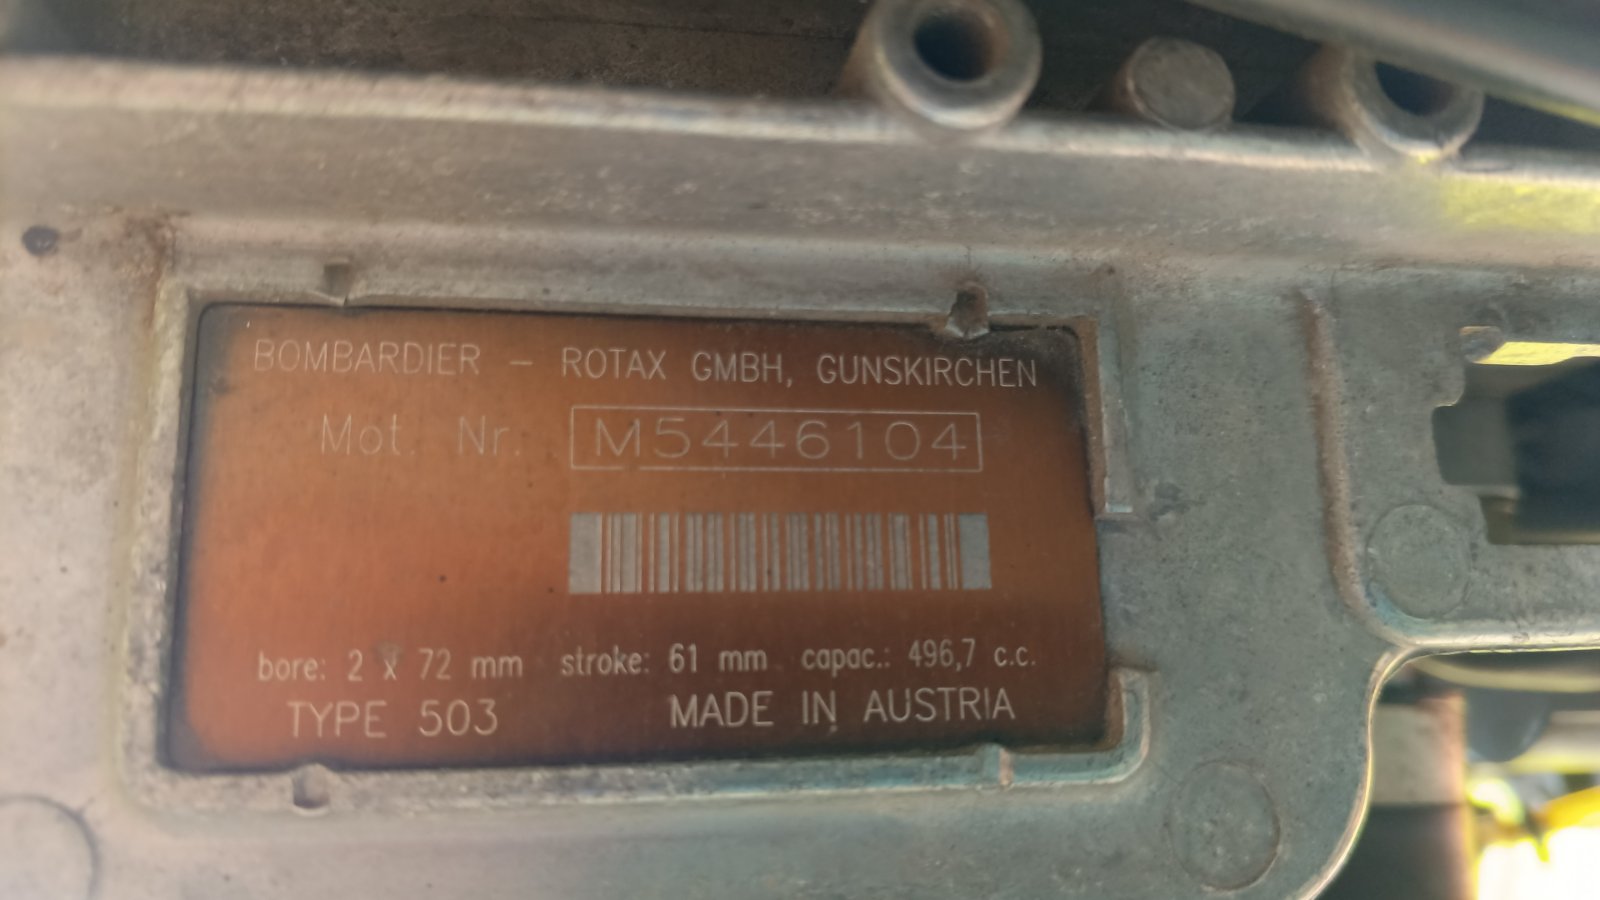 BOMBARDIER - ROTAX GMBH, GUNSKIRCHEN
Mot. Nr. M5446104
bore: 2 x 72 mm stroke: 61 mm capac.: 496,7 c.c.
TYPE 503 MADE IN AUSTRIA